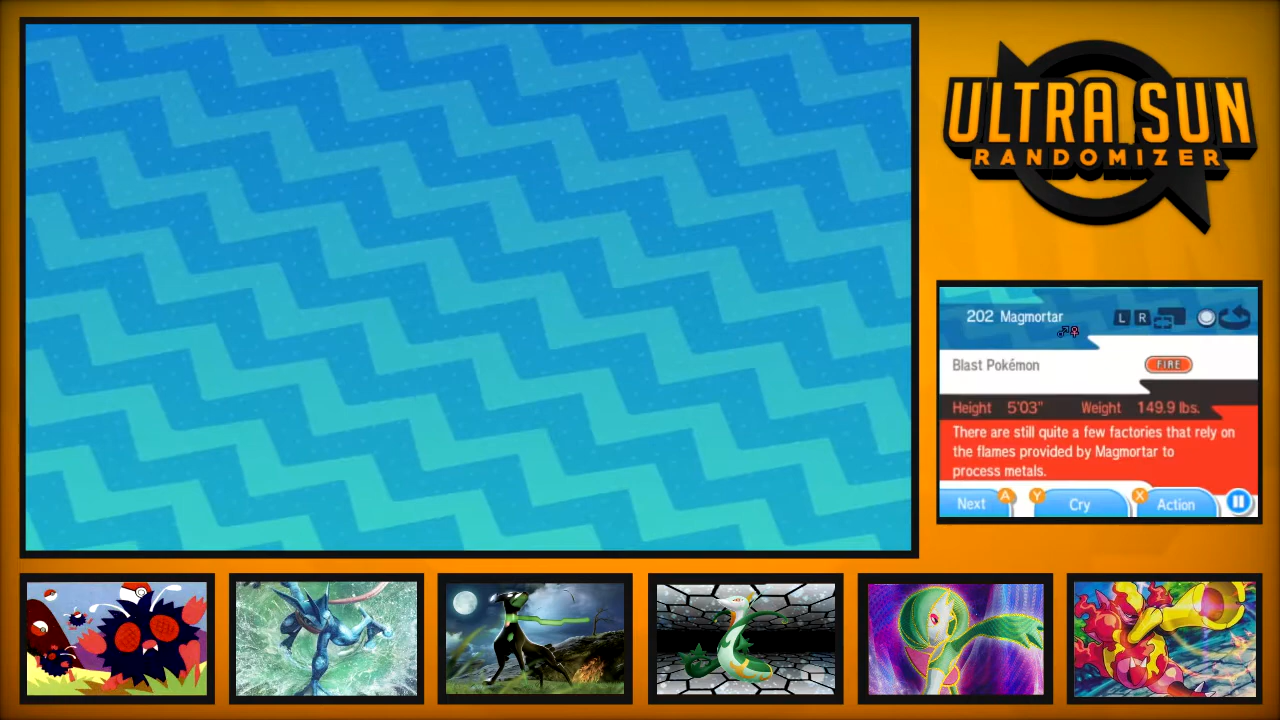 ULTRA SUN
RANDOMIZER
202 Magmortar
L R
Blast Pokémon
FIRE
Height 5'03" Weight 149.9 lbs.
There are still quite a few factories that rely on
the flames provided by Magmortar to
process metals.
Next A Y Cry X Action